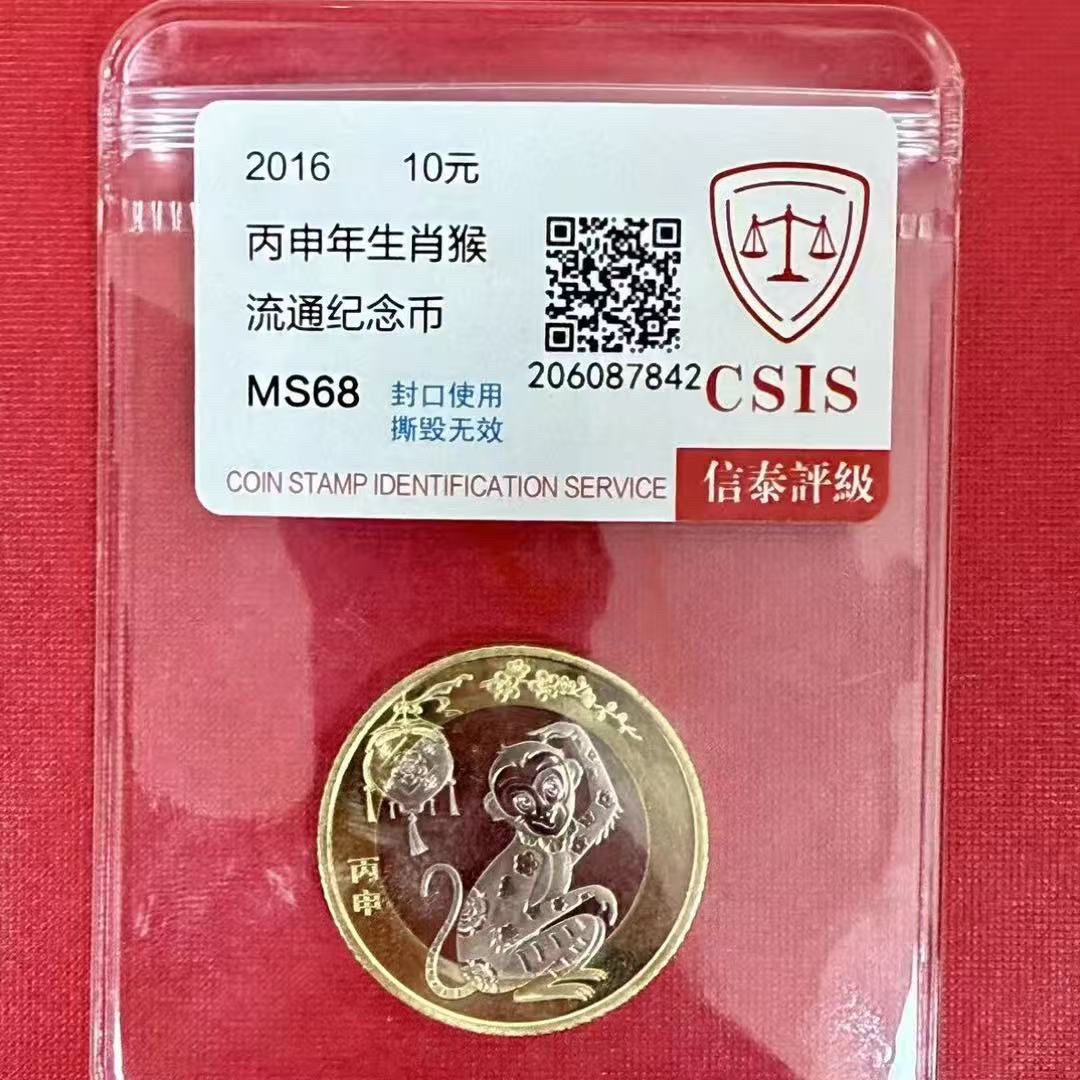 2016 10元
丙申年生肖猴
流通纪念币
MS68
封口使用
撕毁无效
206087842
CSIS
COIN STAMP IDENTIFICATION SERVICE
信泰評級
丙申